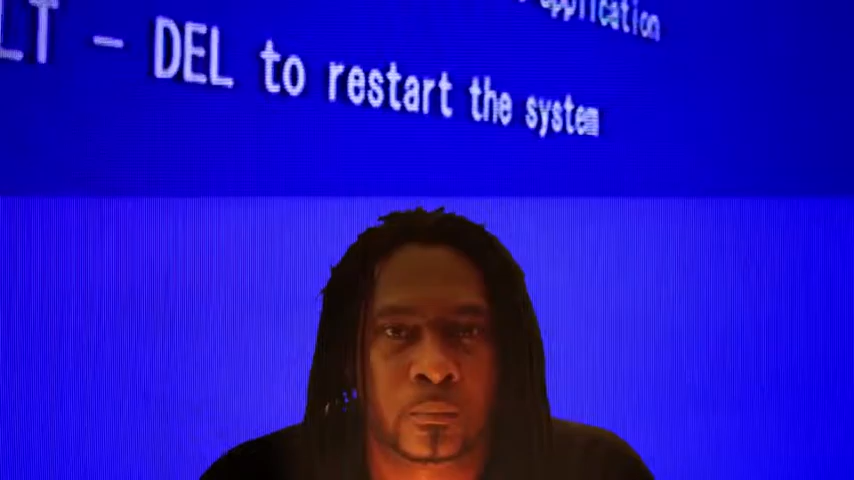 application
LT - DEL to restart the system